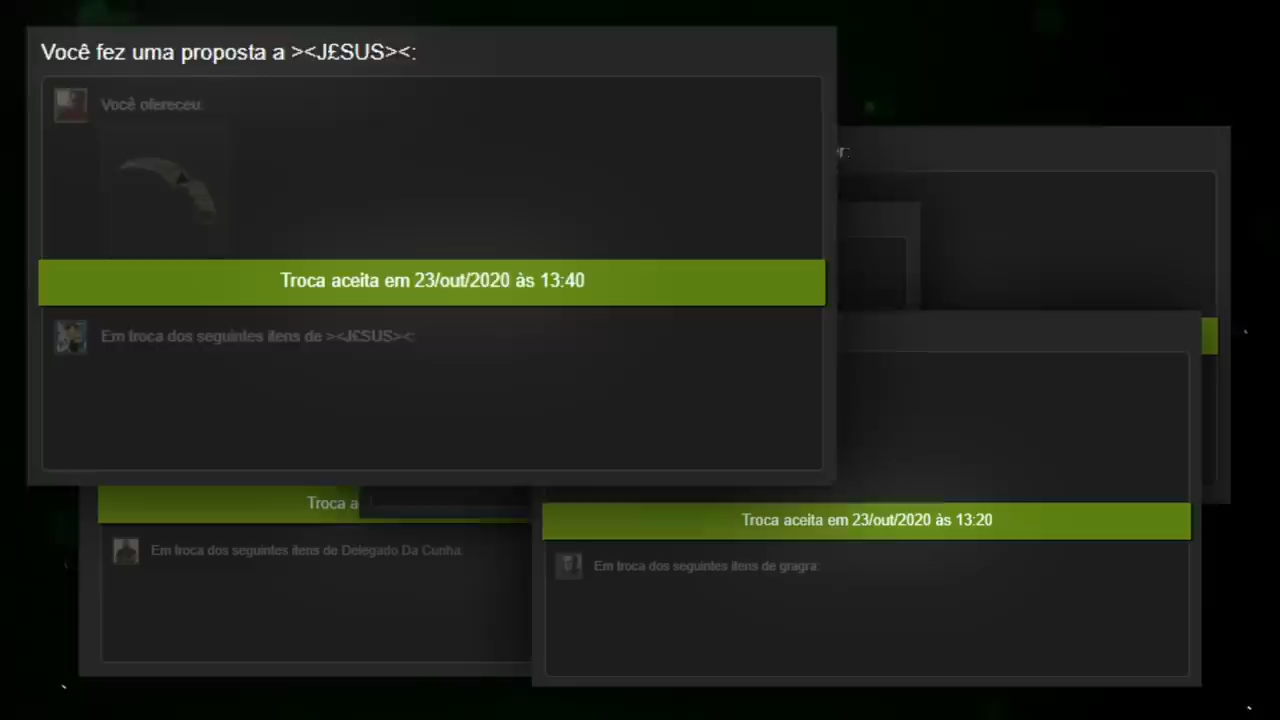 Você fez uma proposta a ><J£SUS><:
Você ofereceu:
r:
Troca aceita em 23/out/2020 às 13:40
Em troca dos seguintes itens de ><J£SUS><:
Troca a
Troca aceita em 23/out/2020 às 13:20
Em troca dos seguintes itens de Delegado Da Cunha:
Em troca dos seguintes itens de gragra: